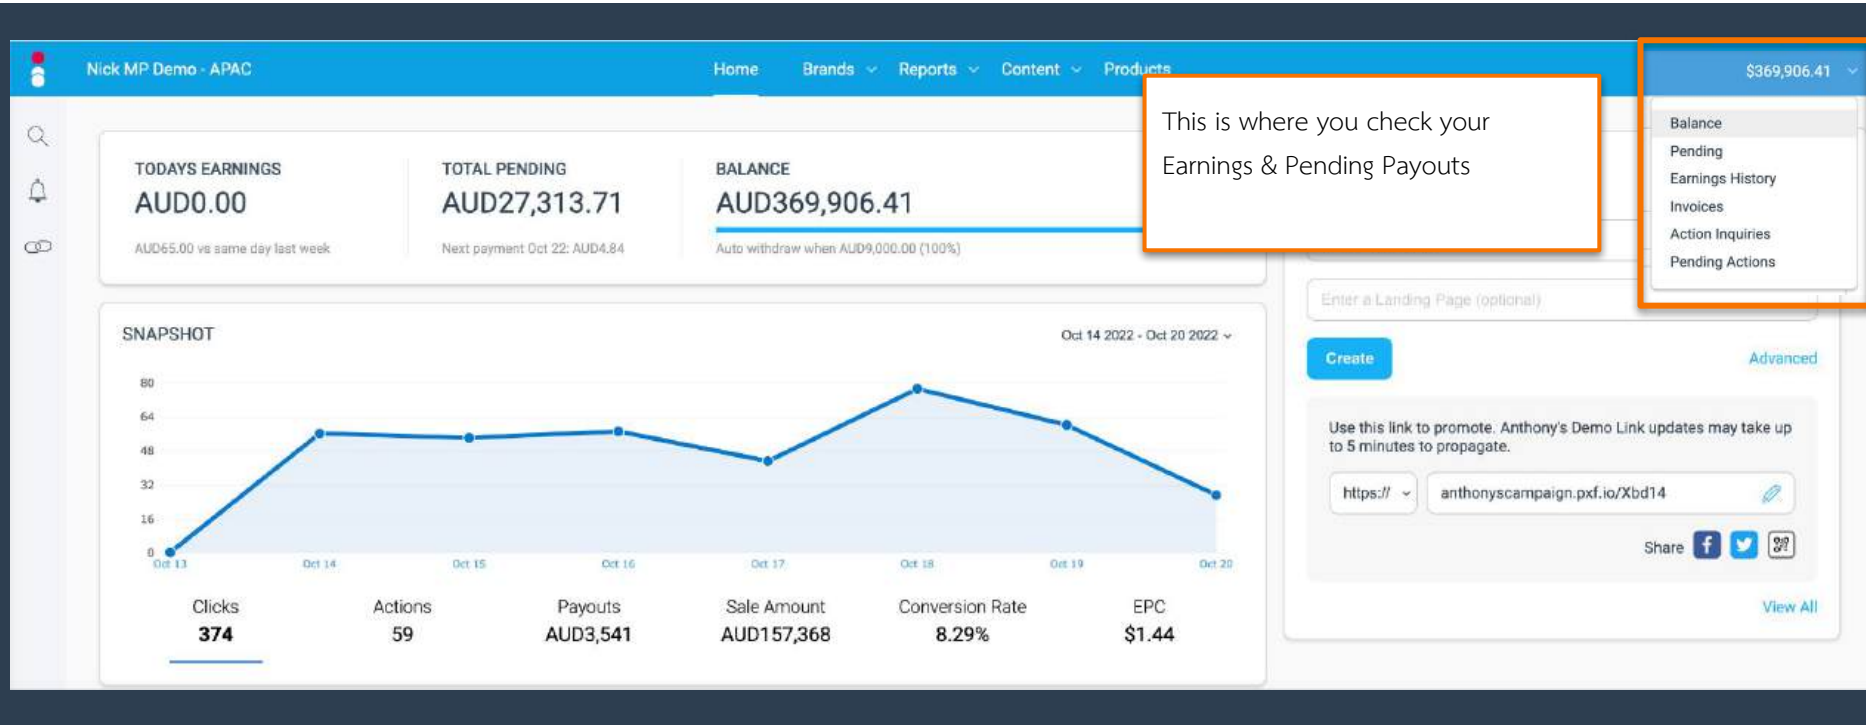 Nick MP Demo - APAC
Home
Brands
Reports
Content
Products
$369,906.41
This is where you check your
Earnings & Pending Payouts
Balance
Pending
Earnings History
Invoices
Action Inquiries
Pending Actions
TODAYS EARNINGS
AUD0.00
AUD65.00 vs same day last week
TOTAL PENDING
AUD27,313.71
Next payment Oct 22: AUD4.84
BALANCE
AUD369,906.41
Auto withdraw when AUD9,000.00 (100%)
SNAPSHOT
Oct 14 2022 - Oct 20 2022
80
64
48
32
16
0
Oct 13
Oct 14
Oct 15
Oct 16
Oct 17
Oct 18
Oct 19
Oct 20
Clicks
374
Actions
59
Payouts
AUD3,541
Sale Amount
AUD157,368
Conversion Rate
8.29%
EPC
$1.44
Enter a Landing Page (optional)
Create
Advanced
Use this link to promote. Anthony's Demo Link updates may take up
to 5 minutes to propagate.
https://
anthonyscampaign.pxf.io/Xbd14
Share
View All